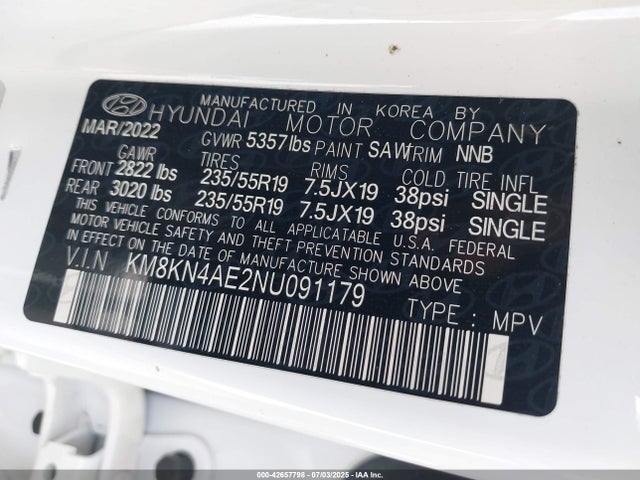 MANUFACTURED IN KOREA BY
HYUNDAI MOTOR COMPANY
MAR/2022 GVWR 5357lbs PAINT SAW TRIM NNB
GAWR TIRES RIMS COLD TIRE INFL
FRONT 2822 lbs 235/55R19 7.5JX19 38psi SINGLE
REAR 3020 lbs 235/55R19 7.5JX19 38psi SINGLE
THIS VEHICLE CONFORMS TO ALL APPLICATABLE U.S.A. FEDERAL
MOTOR VEHICLE SAFETY AND THEFT PREVENTION STANDARDS
IN EFFECT ON THE DATE OF MANUFACTURE SHOWN ABOVE
V.I.N KM8KN4AE2NU091179
TYPE : MPV
000-42657798 - 07/03/2025 - IAA Inc.